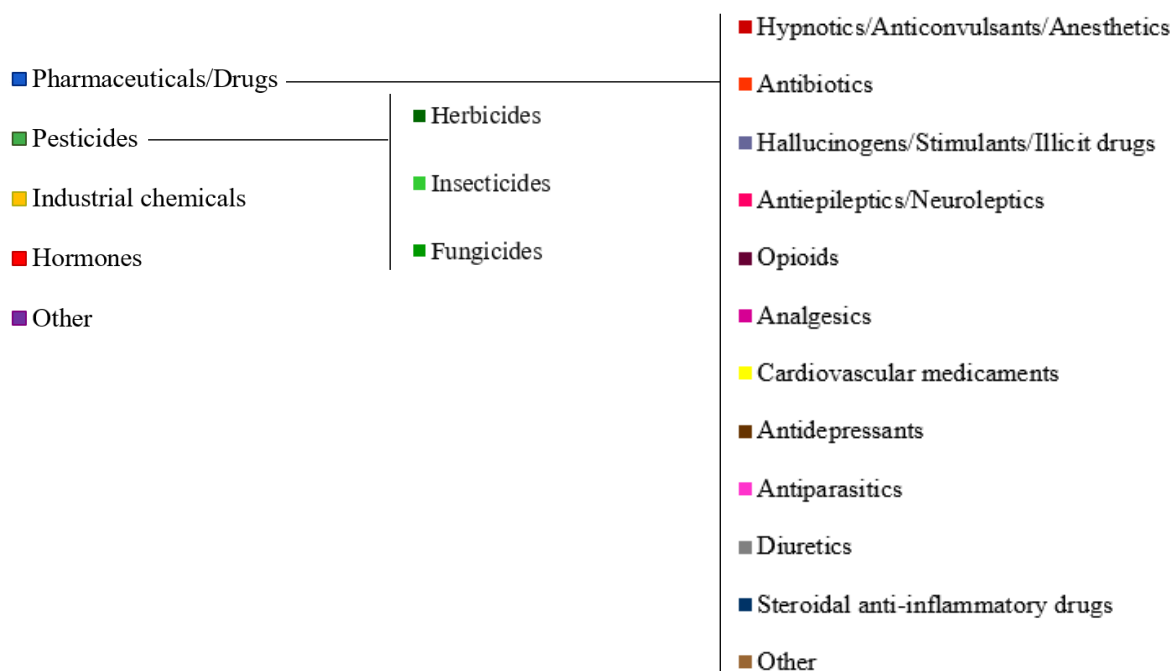 Pharmaceuticals/Drugs
Pesticides
Industrial chemicals
Hormones
Other
Herbicides
Insecticides
Fungicides
Hypnotics/Anticonvulsants/Anesthetics
Antibiotics
Hallucinogens/Stimulants/Illicit drugs
Antiepileptics/Neuroleptics
Opioids
Analgesics
Cardiovascular medicaments
Antidepressants
Antiparasitics
Diuretics
Steroidal anti-inflammatory drugs
Other